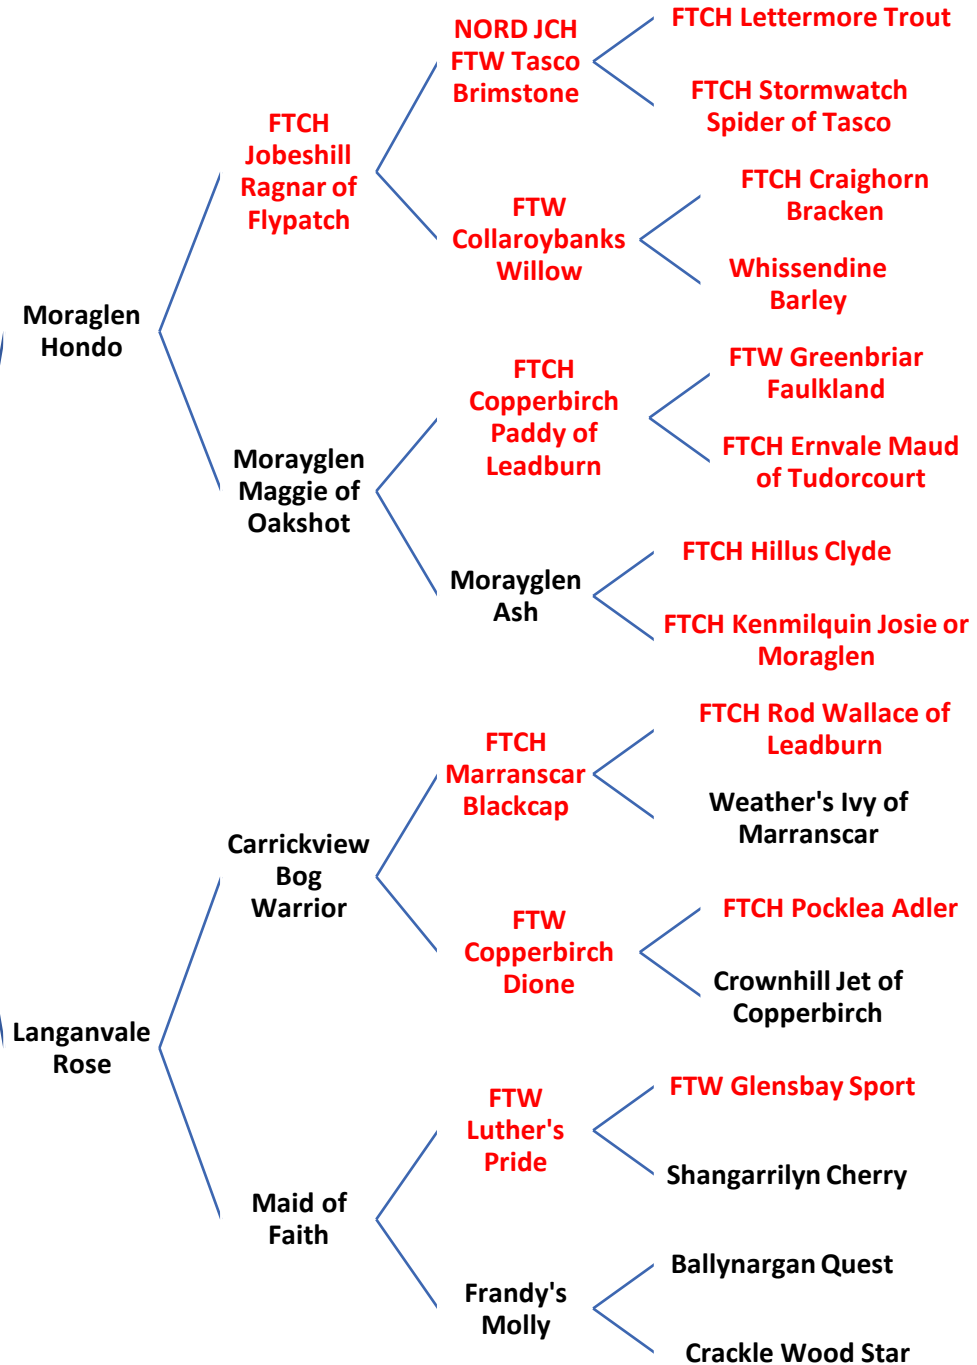 Moraglen
Hondo
FTCH
Jobeshill
Ragnar of
Flypatch
NORD JCH
FTW Tasco
Brimstone
FTCH Lettermore Trout
FTCH Stormwatch
Spider of Tasco
FTW
Collaroybanks
Willow
FTCH Craighorn
Bracken
Whissendine
Barley
Morayglen
Maggie of
Oakshot
FTCH
Copperbirch
Paddy of
Leadburn
FTW Greenbriar
Faulkland
FTCH Ernvale Maud
of Tudorcourt
Morayglen
Ash
FTCH Hillus Clyde
FTCH Kenmilquin Josie or
Moraglen
Langanvale
Rose
Carrickview
Bog
Warrior
FTCH
Marranscar
Blackcap
FTCH Rod Wallace of
Leadburn
Weather's Ivy of
Marranscar
FTW
Copperbirch
Dione
FTCH Pocklea Adler
Crownhill Jet of
Copperbirch
Maid of
Faith
FTW
Luther's
Pride
FTW Glensbay Sport
Shangarrilyn Cherry
Frandy's
Molly
Ballynargan Quest
Crackle Wood Star